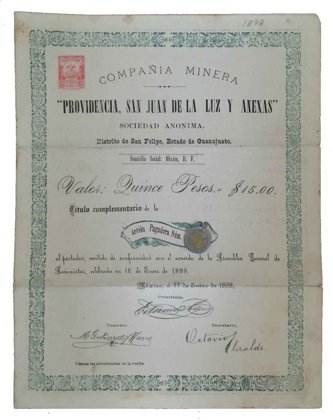 1898
COMPAÑIA MINERA
"PROVIDENCIA, SAN JUAN DE LA LUZ Y ANEXAS"
SOCIEDAD ANONIMA.
Distrito de San Felipe, Estado de Guanajuato.
Domicilio Social: México, D. F.
Valor: Quince Pesos. = $15.00.
Título complementario de la
acción Pagadora Núm.
al portador, emitido de conformidad con el acuerdo de la Asamblea General de
Accionistas, celebrada en 16 de Enero de 1898.
México, á 31 de Enero de 1898.
Presidente,
Tesorero,
Secretario,
Octavio Elizalde
Véanse las advertencias de la vuelta.